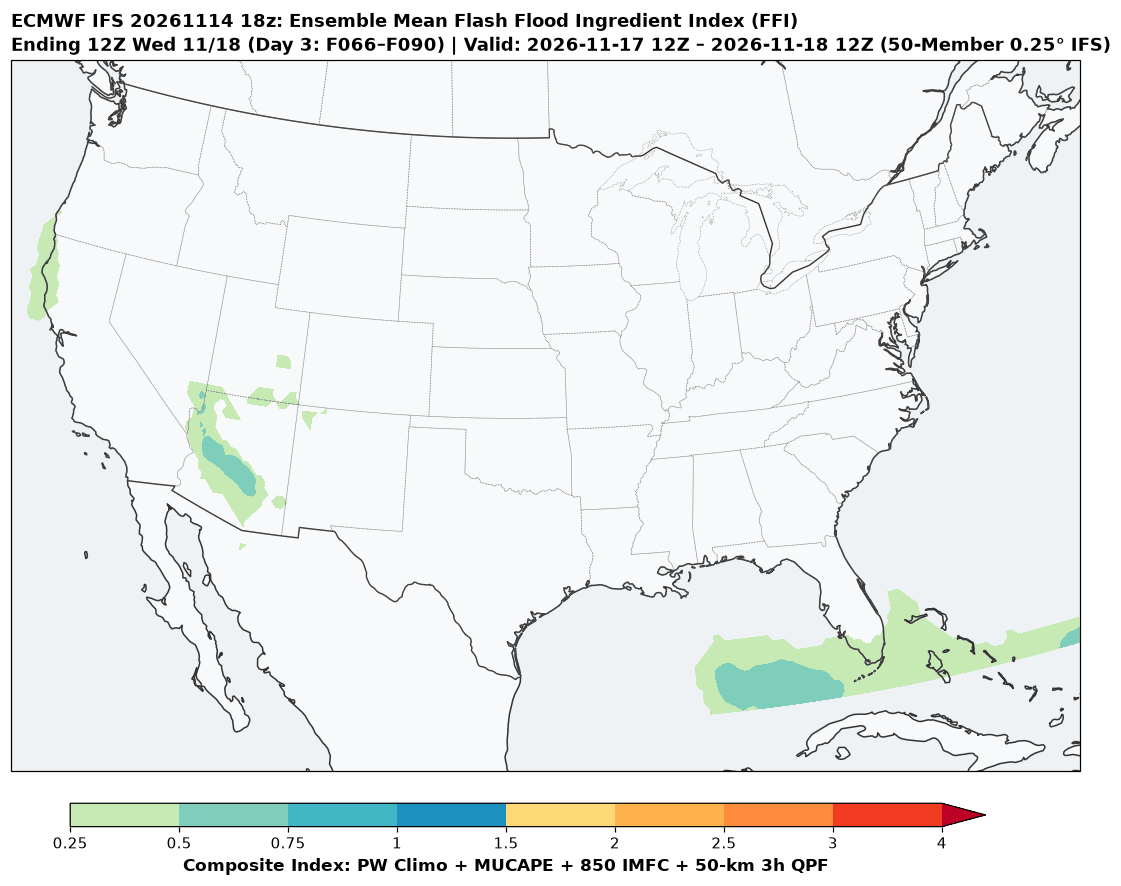 ECMWF IFS 20261114 18z: Ensemble Mean Flash Flood Ingredient Index (FFI)
Ending 12Z Wed 11/18 (Day 3: F066–F090) | Valid: 2026-11-17 12Z – 2026-11-18 12Z (50-Member 0.25° IFS)
0.25 0.5 0.75 1 1.5 2 2.5 3 4
Composite Index: PW Climo + MUCAPE + 850 IMFC + 50-km 3h QPF